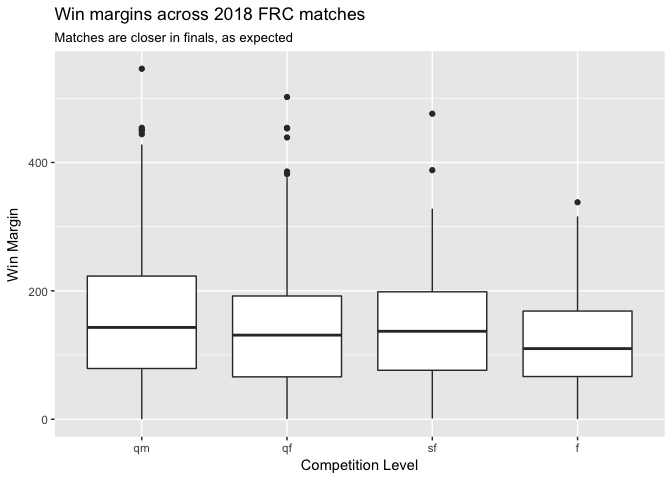 Win margins across 2018 FRC matches
Matches are closer in finals, as expected
400
200
0
Win Margin
qm qf sf f
Competition Level